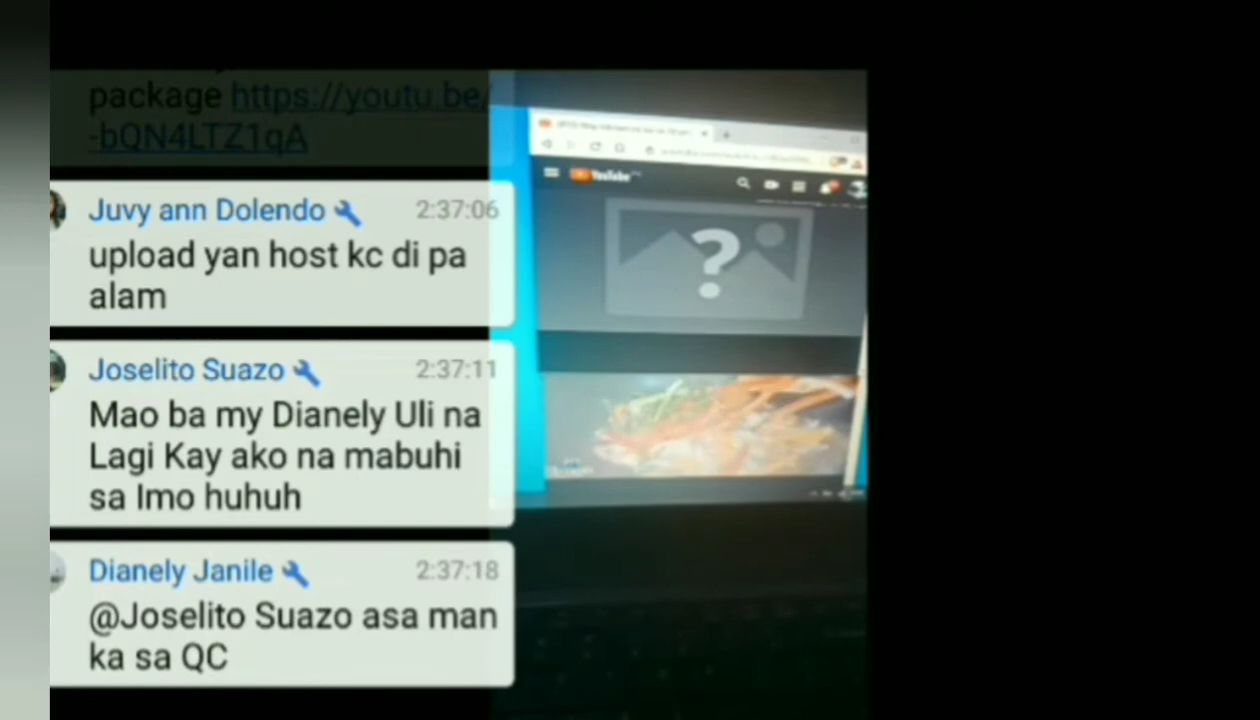 package https://youtu.be/
-bQN4LTZ1qA
Juvy ann Dolendo 2:37:06
upload yan host kc di pa
alam
Joselito Suazo 2:37:11
Mao ba my Dianely Uli na
Lagi Kay ako na mabuhi
sa Imo huhuh
Dianely Janile 2:37:18
@Joselito Suazo asa man
ka sa QC
YouTube
?